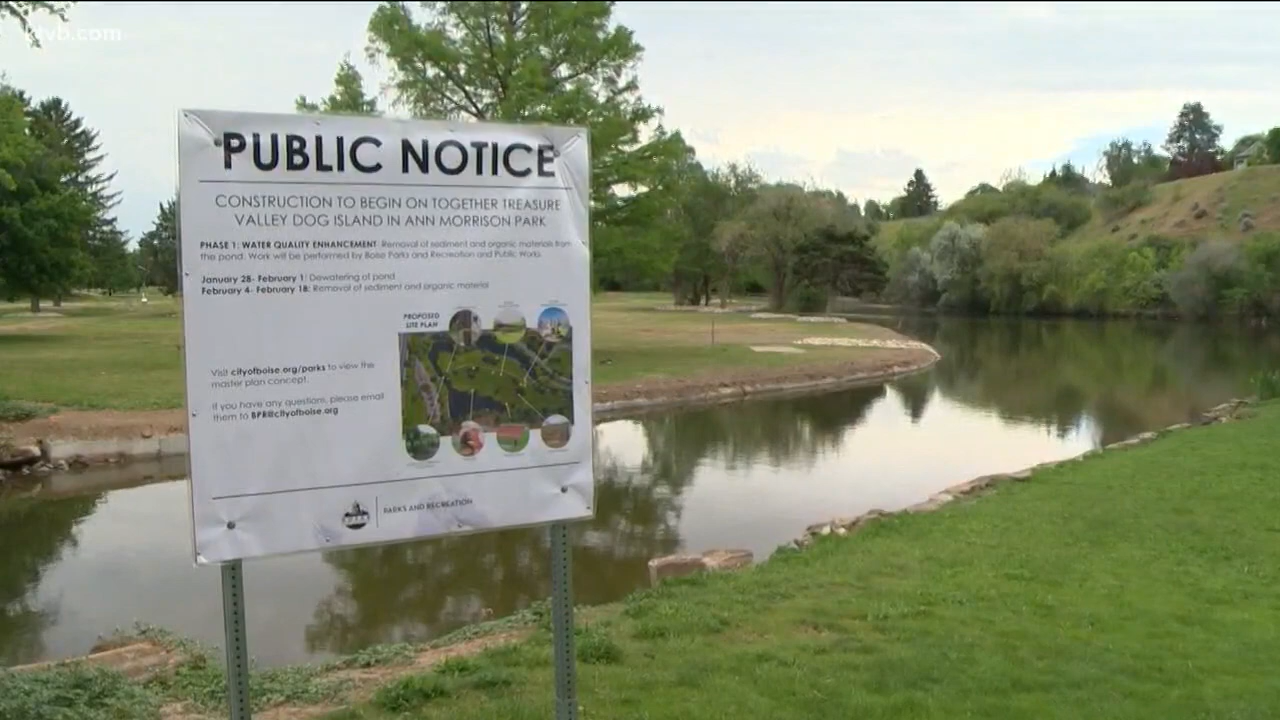 ktvb.com
PUBLIC NOTICE
CONSTRUCTION TO BEGIN ON TOGETHER TREASURE
VALLEY DOG ISLAND IN ANN MORRISON PARK
PHASE 1: WATER QUALITY ENHANCEMENT: Removal of sediment and organic materials from
the pond. Work will be performed by Boise Parks and Recreation and Public Works.
January 28- February 1: Dewatering of pond
February 4- February 18: Removal of sediment and organic material
PROPOSED
SITE PLAN
Visit cityofboise.org/parks to view the
master plan concept.
If you have any questions, please email
them to BPR@cityofboise.org
PARKS AND RECREATION